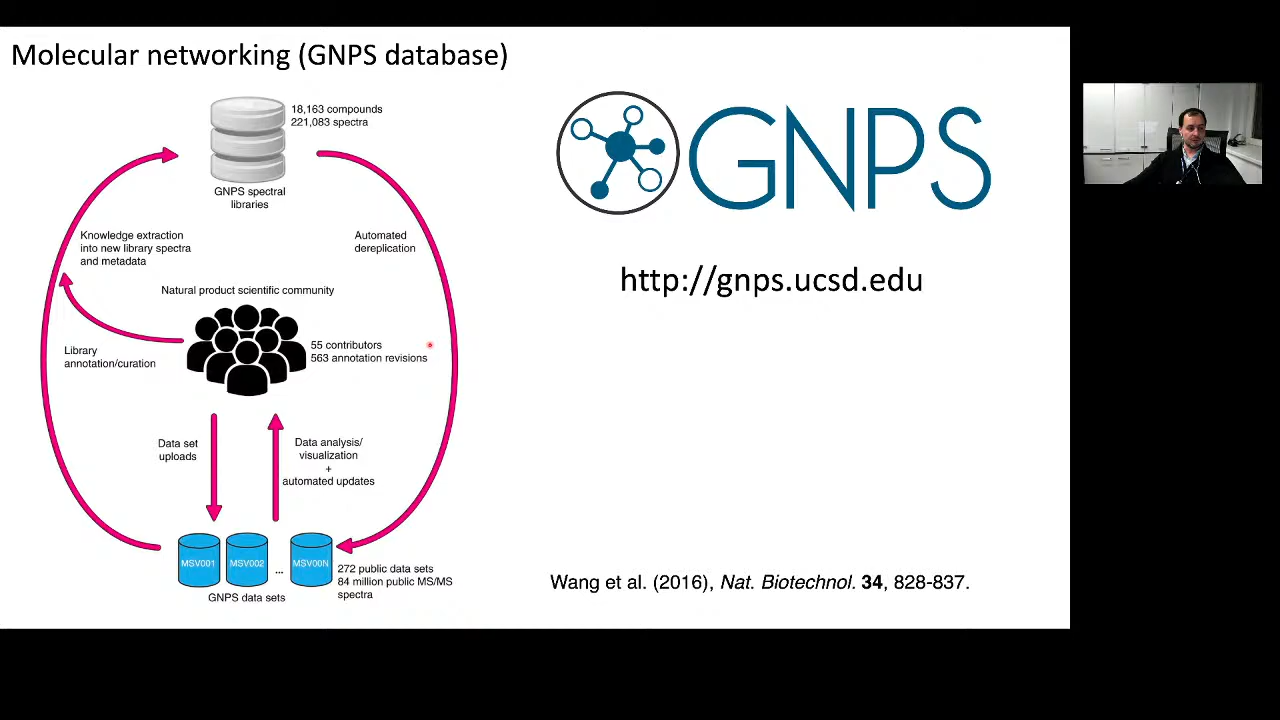 Molecular networking (GNPS database)
18,163 compounds
221,083 spectra
GNPS spectral
libraries
GNPS
Knowledge extraction
into new library spectra
and metadata
Automated
dereplication
http://gnps.ucsd.edu
Natural product scientific community
55 contributors
563 annotation revisions
Library
annotation/curation
Data set
uploads
Data analysis/
visualization
+
automated updates
MSV001
MSV002
...
MSV00N
272 public data sets
84 million public MS/MS
spectra
GNPS data sets
Wang et al. (2016), Nat. Biotechnol. 34, 828-837.